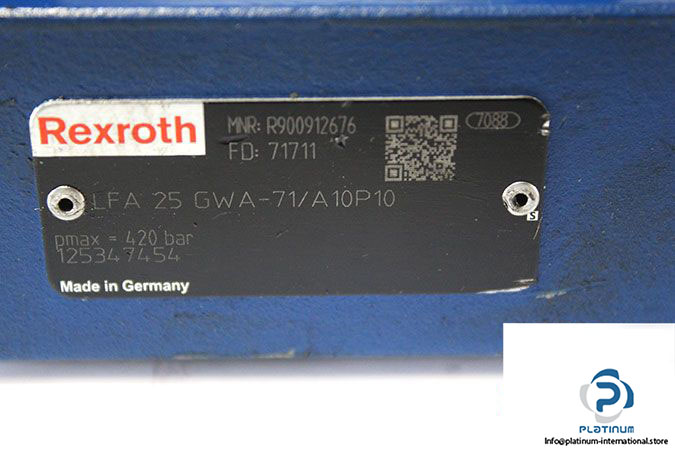 Rexroth
MNR: R900912676
7088
FD: 71711
LFA 25 GWA-71/A10P10
S
pmax = 420 bar
125347454
Made in Germany
P
PLATINUM
Info@platinum-international.store